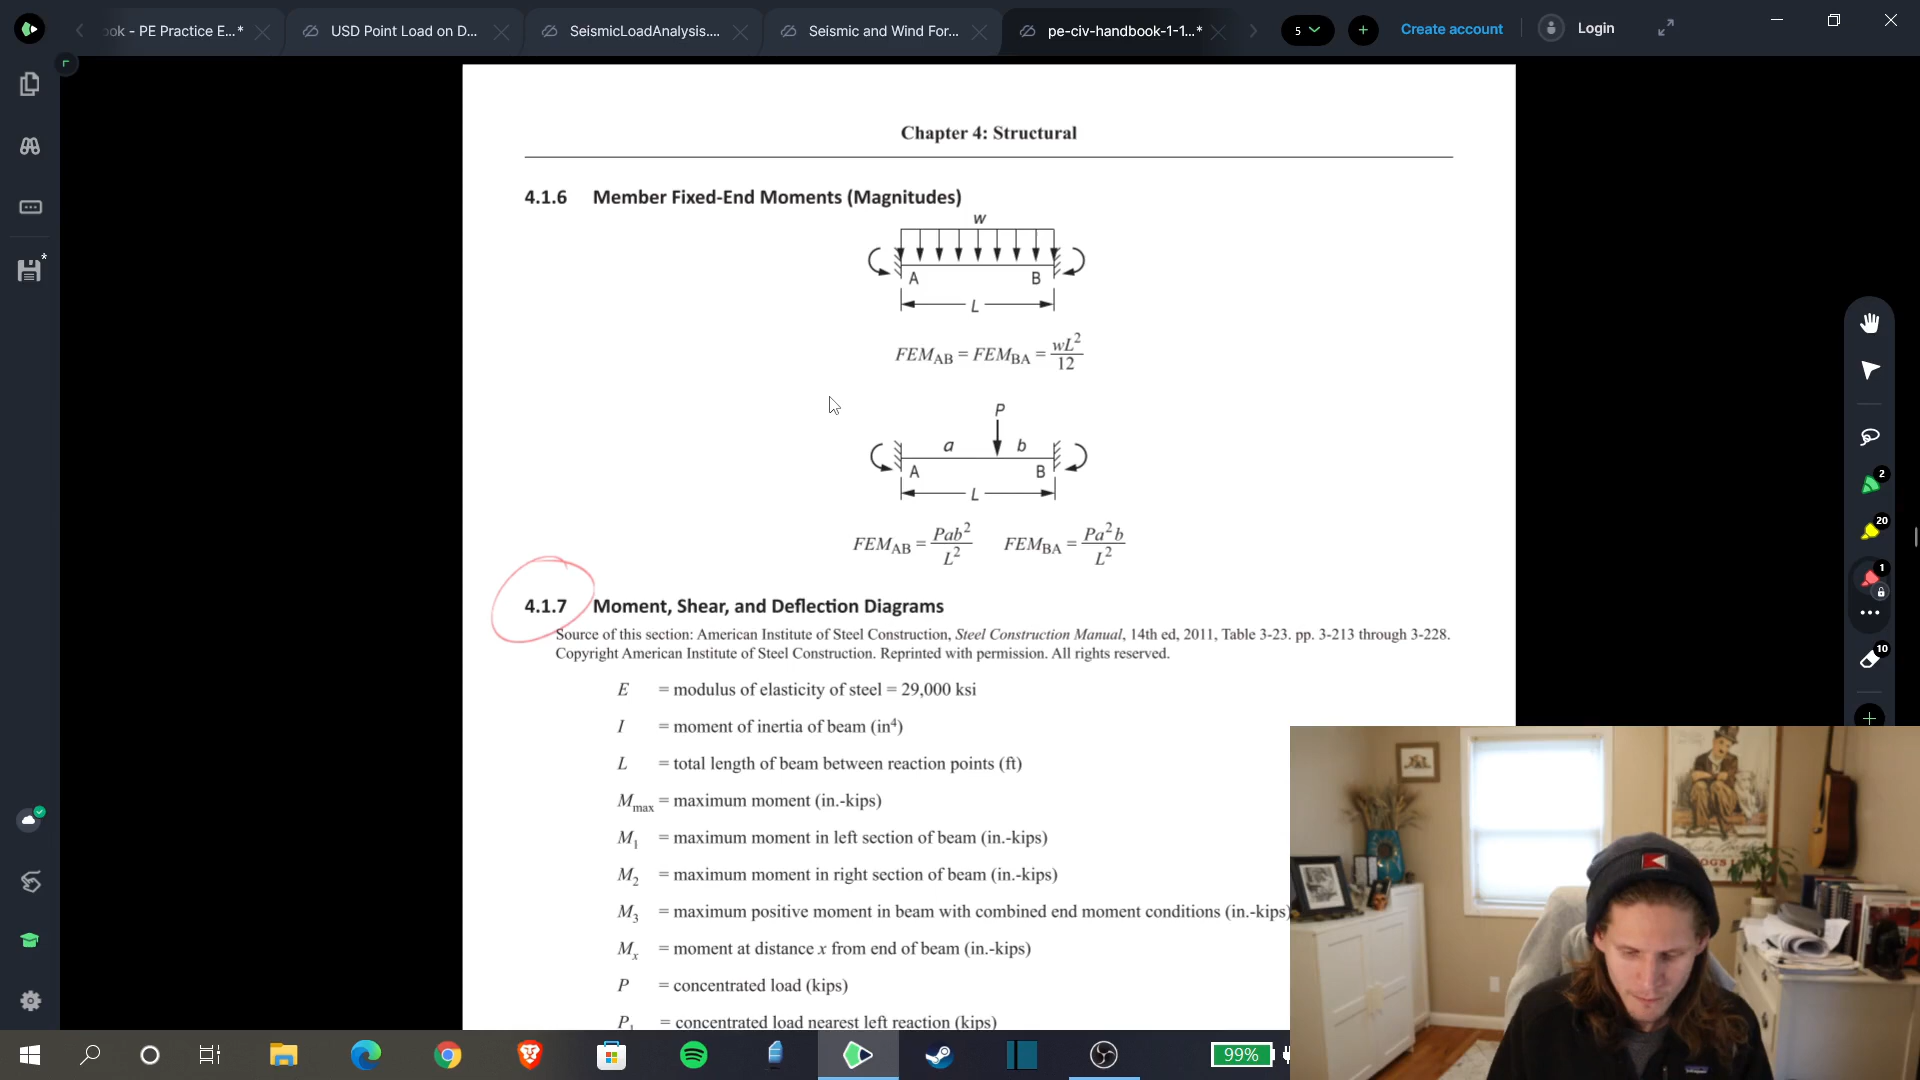 ook - PE Practice E...*
USD Point Load on D...
SeismicLoadAnalysis....
Seismic and Wind For...
pe-civ-handbook-1-1...*
5
Create account
Login
Chapter 4: Structural
4.1.6 Member Fixed-End Moments (Magnitudes)
w
A B
L
FEM_AB = FEM_BA = wL²/12
P
a b
A B
L
FEM_AB = Pab²/L² FEM_BA = Pa²b/L²
4.1.7 Moment, Shear, and Deflection Diagrams
Source of this section: American Institute of Steel Construction, Steel Construction Manual, 14th ed, 2011, Table 3-23. pp. 3-213 through 3-228.
Copyright American Institute of Steel Construction. Reprinted with permission. All rights reserved.
E = modulus of elasticity of steel = 29,000 ksi
I = moment of inertia of beam (in⁴)
L = total length of beam between reaction points (ft)
M_max = maximum moment (in.-kips)
M₁ = maximum moment in left section of beam (in.-kips)
M₂ = maximum moment in right section of beam (in.-kips)
M₃ = maximum positive moment in beam with combined end moment conditions (in.-kips)
Mₓ = moment at distance x from end of beam (in.-kips)
P = concentrated load (kips)
P₁ = concentrated load nearest left reaction (kips)
2
20
1
10
99%